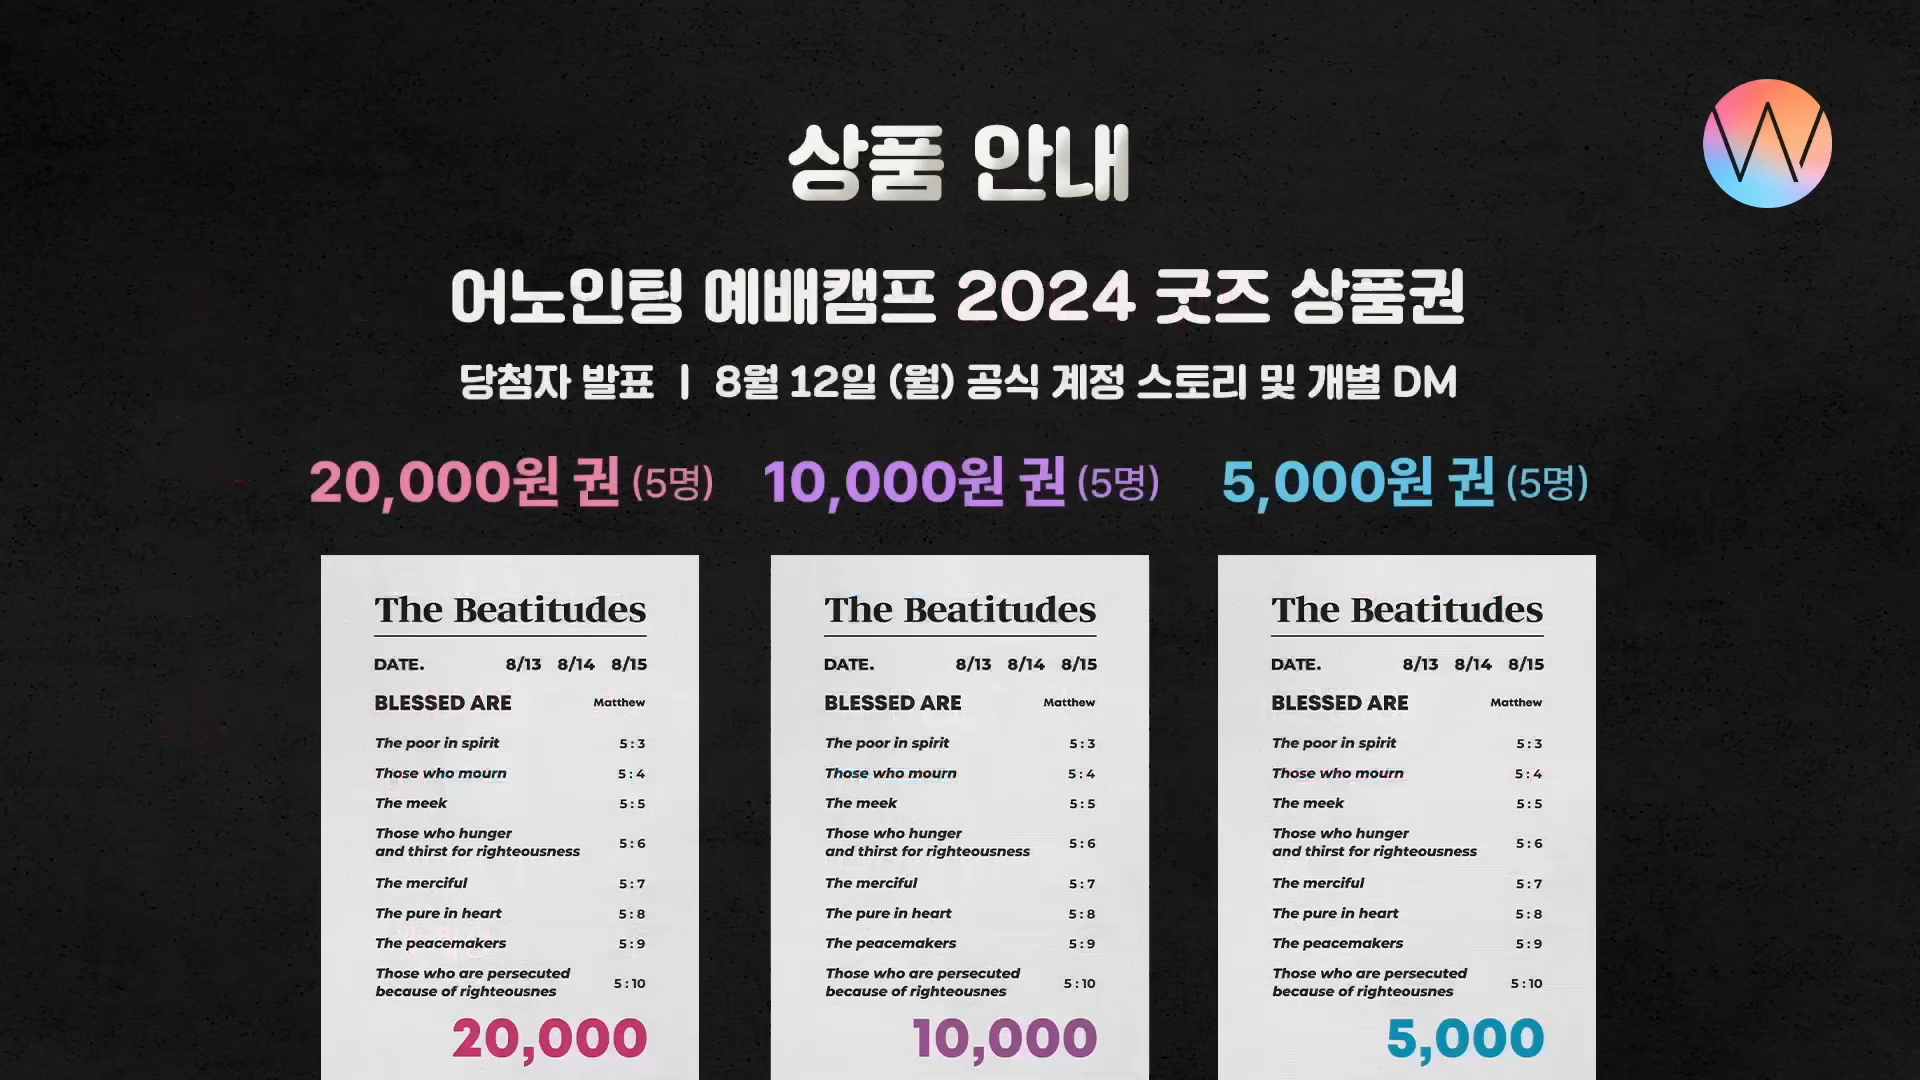 상품 안내
W
어노인팅 예배캠프 2024 굿즈 상품권
당첨자 발표 | 8월 12일 (월) 공식 계정 스토리 및 개별 DM
20,000원 권 (5명)
10,000원 권 (5명)
5,000원 권 (5명)
The Beatitudes
DATE. 8/13 8/14 8/15
BLESSED ARE Matthew
The poor in spirit 5 : 3
Those who mourn 5 : 4
The meek 5 : 5
Those who hunger
and thirst for righteousness 5 : 6
The merciful 5 : 7
The pure in heart 5 : 8
The peacemakers 5 : 9
Those who are persecuted
because of righteousnes 5 : 10
20,000
The Beatitudes
DATE. 8/13 8/14 8/15
BLESSED ARE Matthew
The poor in spirit 5 : 3
Those who mourn 5 : 4
The meek 5 : 5
Those who hunger
and thirst for righteousness 5 : 6
The merciful 5 : 7
The pure in heart 5 : 8
The peacemakers 5 : 9
Those who are persecuted
because of righteousnes 5 : 10
10,000
The Beatitudes
DATE. 8/13 8/14 8/15
BLESSED ARE Matthew
The poor in spirit 5 : 3
Those who mourn 5 : 4
The meek 5 : 5
Those who hunger
and thirst for righteousness 5 : 6
The merciful 5 : 7
The pure in heart 5 : 8
The peacemakers 5 : 9
Those who are persecuted
because of righteousnes 5 : 10
5,000